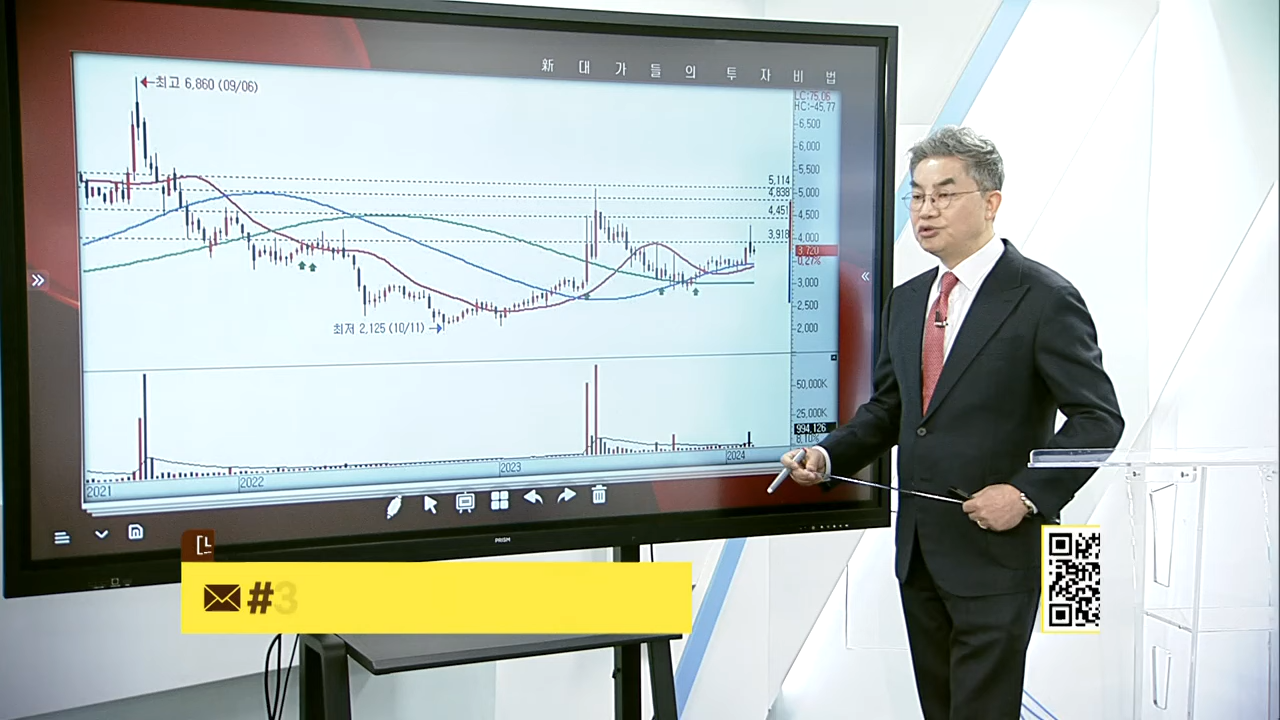 新 대 가 들 의 투 자 비 법
최고 6,860 (09/06)
LC:75.06
HC:-45.77
6,500
6,000
5,500
5,114
5,000
4,838
4,500
4,451
4,000
3,918
3,720
0.27%
3,000
2,500
2,000
최저 2,125 (10/11)
50,000K
25,000K
994,126
2021
2022
2023
2024
PRISM
#3